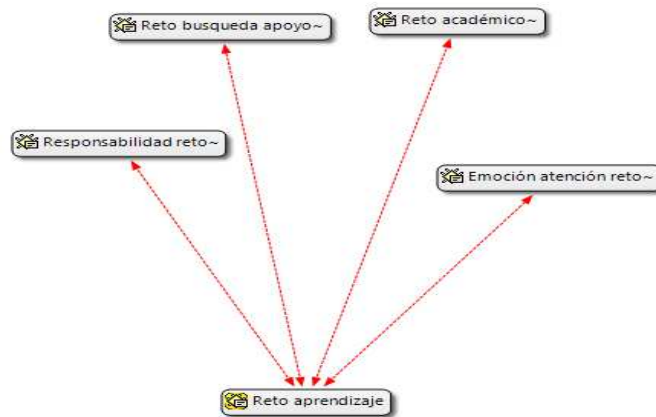 Reto busqueda apoyo~
Reto académico~
Responsabilidad reto~
Emoción atención reto~
Reto aprendizaje